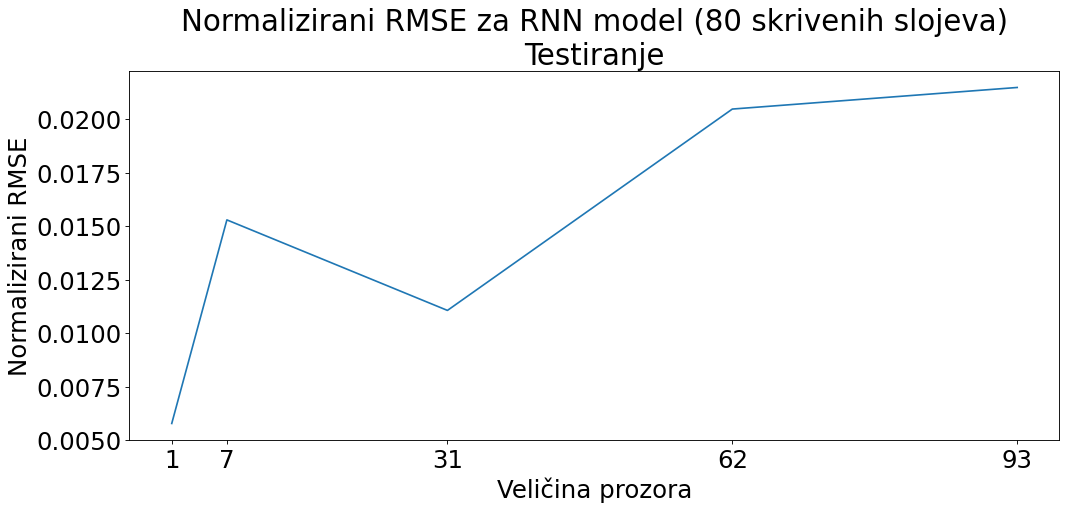 Normalizirani RMSE za RNN model (80 skrivenih slojeva)
Testiranje
Normalizirani RMSE
0.0200
0.0175
0.0150
0.0125
0.0100
0.0075
0.0050
1 7 31 62 93
Veličina prozora